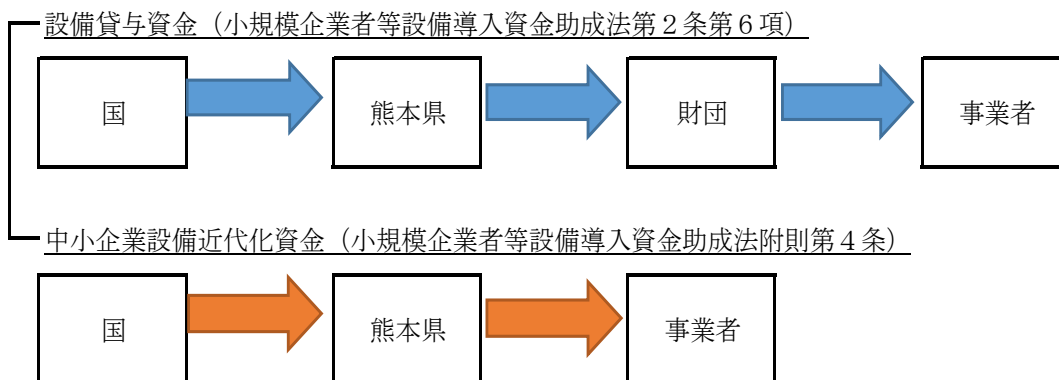 設備貸与資金（小規模企業者等設備導入資金助成法第２条第６項）
国
熊本県
財団
事業者
中小企業設備近代化資金（小規模企業者等設備導入資金助成法附則第４条）
国
熊本県
事業者